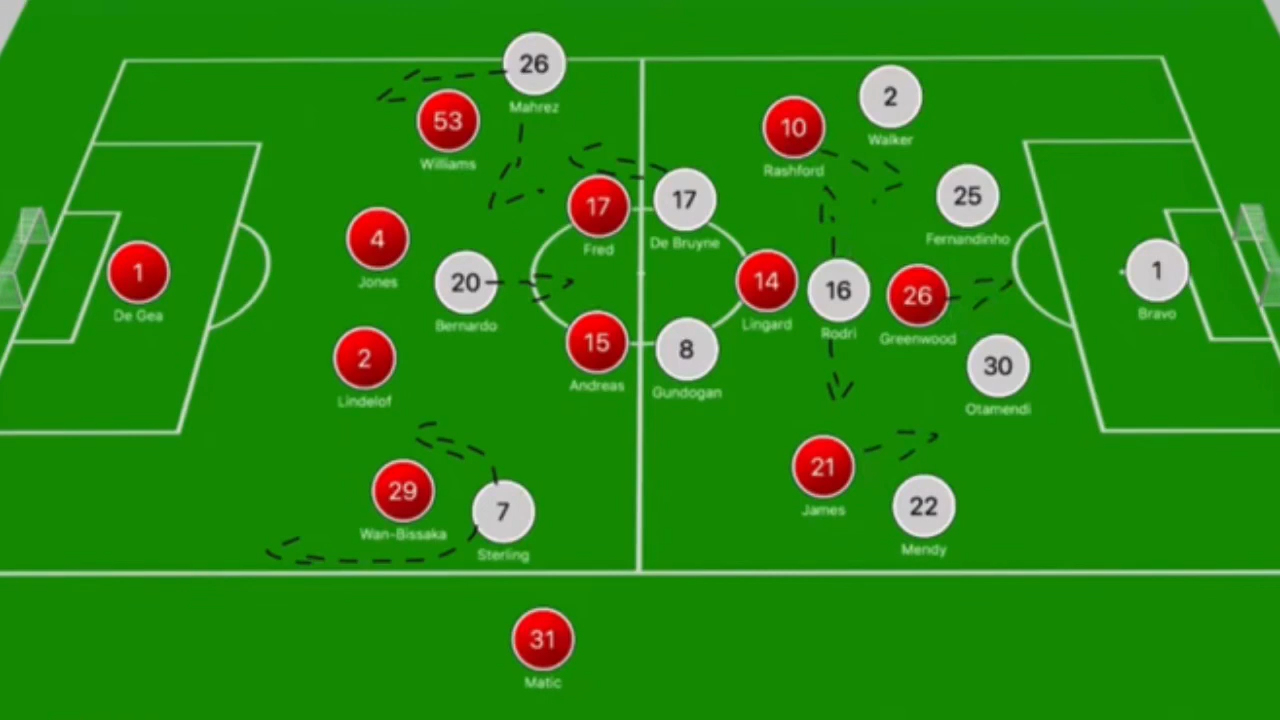 26
Mahrez
2
Walker
53
Williams
10
Rashford
17
Fred
17
De Bruyne
25
Fernandinho
4
Jones
1
De Gea
20
Bernardo
14
Lingard
16
Rodri
26
Greenwood
1
Bravo
2
Lindelof
15
Andreas
8
Gundogan
30
Otamendi
29
Wan-Bissaka
7
Sterling
21
James
22
Mendy
31
Matic